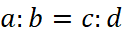 a: b = c: d